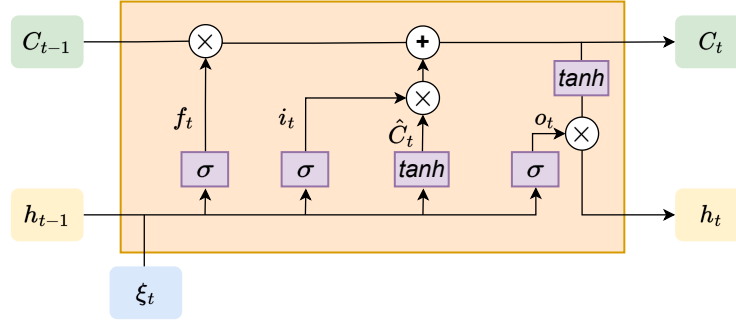 C_{t-1} × + C_t
tanh
f_t i_t × Ĉ_t o_t ×
σ σ tanh σ
h_{t-1} h_t
ξ_t